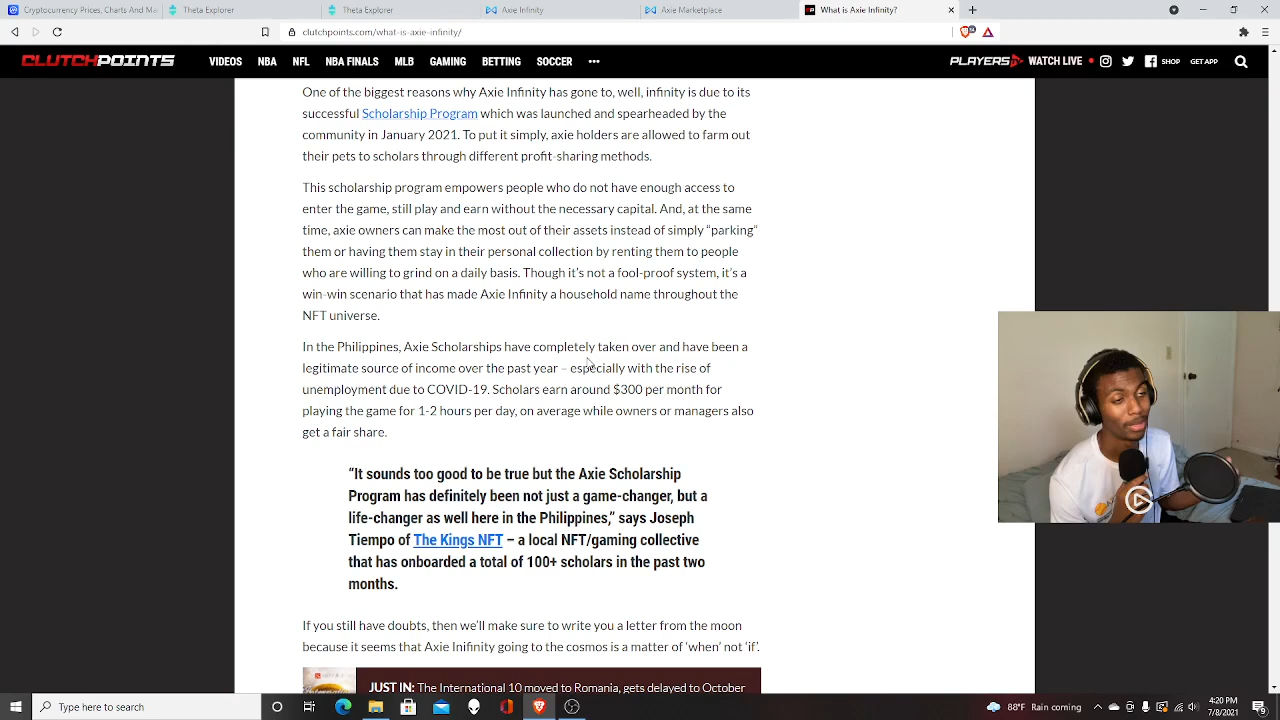 Cryptocurrency Prices, Charts And Ma
Theta Explorer
Theta Explorer
Axie Infinity
Axie Marketplace
What is Axie Infinity?
clutchpoints.com/what-is-axie-infinity/
CLUTCHPOINTS
VIDEOS
NBA
NFL
NBA FINALS
MLB
GAMING
BETTING
SOCCER
PLAYERS
WATCH LIVE
SHOP
GET APP
One of the biggest reasons why Axie Infinity has gone to, well, infinity is due to its
successful Scholarship Program which was launched and spearheaded by the
community in January 2021. To put it simply, axie holders are allowed to farm out
their pets to scholars through different profit-sharing methods.
This scholarship program empowers people who do not have enough access to
enter the game, still play and earn without the necessary capital. And, at the same
time, axie owners can make the most out of their assets instead of simply “parking”
them or having them stay in their personal collection by renting them to people
who are willing to grind on a daily basis. Though it’s not a fool-proof system, it’s a
win-win scenario that has made Axie Infinity a household name throughout the
NFT universe.
In the Philippines, Axie Scholarships have completely taken over and have been a
legitimate source of income over the past year – especially with the rise of
unemployment due to COVID-19. Scholars earn around $300 per month for
playing the game for 1-2 hours per day, on average while owners or managers also
get a fair share.
“It sounds too good to be true but the Axie Scholarship
Program has definitely been not just a game-changer, but a
life-changer as well here in the Philippines,” says Joseph
Tiempo of The Kings NFT – a local NFT/gaming collective
that has onboarded a total of 100+ scholars in the past two
months.
If you still have doubts, then we’ll make sure to write you a letter from the moon
because it seems that Axie Inifinity going to the cosmos is a matter of ‘when’ not ‘if’.
JUST IN: The International 10 moved to Romania, gets delayed to October
Type here to search
88°F Raining coming
4:20 PM
7/8/2021